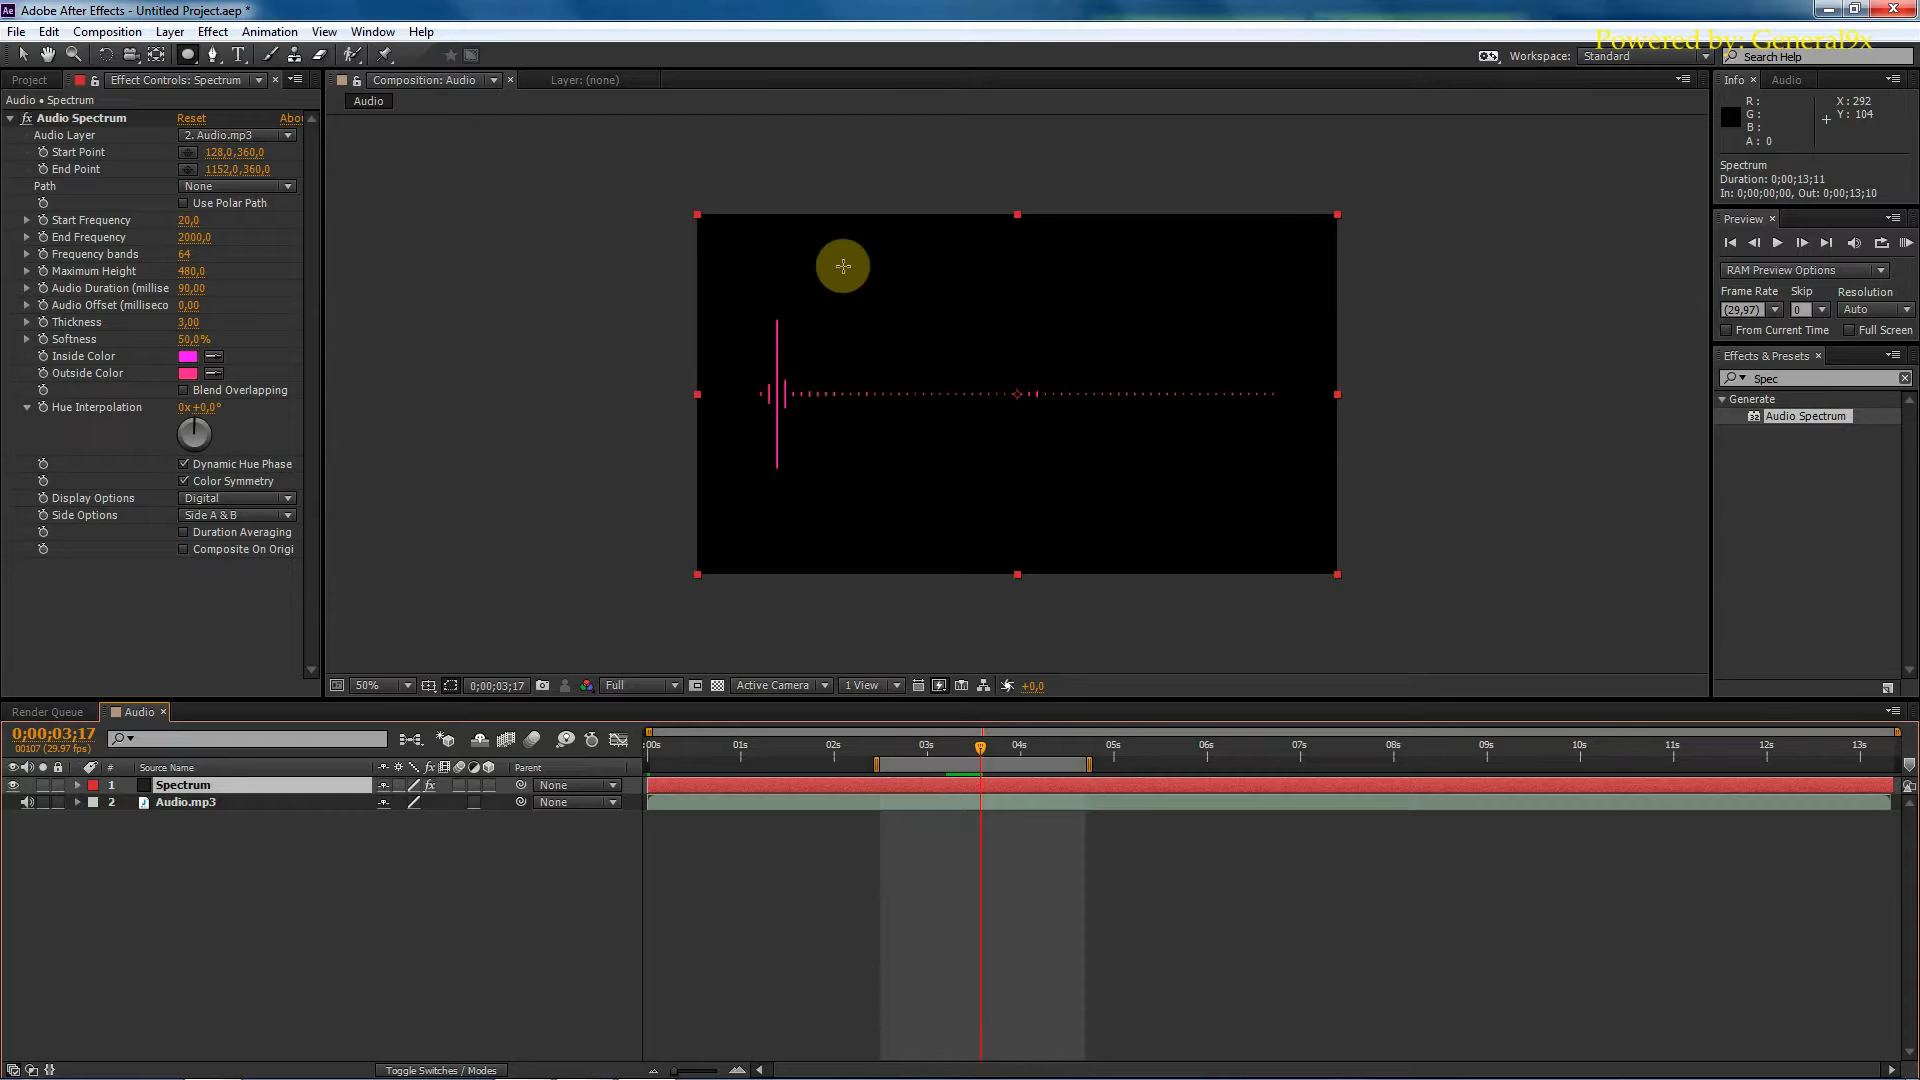 Adobe After Effects - Untitled Project.aep *
File Edit Composition Layer Effect Animation View Window Help
Powered by: General9x
Workspace: Standard
Search Help
Project
Effect Controls: Spectrum
Composition: Audio
Layer: (none)
Info
Audio
Audio • Spectrum
Audio
Audio Spectrum Reset Abou
Audio Layer 2. Audio.mp3
Start Point 128,0,360,0
End Point 1152,0,360,0
Path None
Use Polar Path
Start Frequency 20,0
End Frequency 2000,0
Frequency bands 64
Maximum Height 480,0
Audio Duration (millise 90,00
Audio Offset (milliseco 0,00
Thickness 3,00
Softness 50,0%
Inside Color
Outside Color
Blend Overlapping
Hue Interpolation 0x+0,0°
Dynamic Hue Phase
Color Symmetry
Display Options Digital
Side Options Side A & B
Duration Averaging
Composite On Origi
R:
G:
B:
A: 0
X: 292
Y: 104
Spectrum
Duration: 0;00;13;11
In: 0;00;00;00, Out: 0;00;13;10
Preview
RAM Preview Options
Frame Rate Skip Resolution
(29,97) 0 Auto
From Current Time Full Screen
Effects & Presets
Spec
Generate
32 Audio Spectrum
50% 0;00;03;17 Full Active Camera 1 View +0,0
Render Queue Audio
0;00;03;17
00107 (29.97 fps)
:00s 01s 02s 03s 04s 05s 06s 07s 08s 09s 10s 11s 12s 13s
# Source Name fx Parent
1 Spectrum fx None
2 Audio.mp3 None
Toggle Switches / Modes